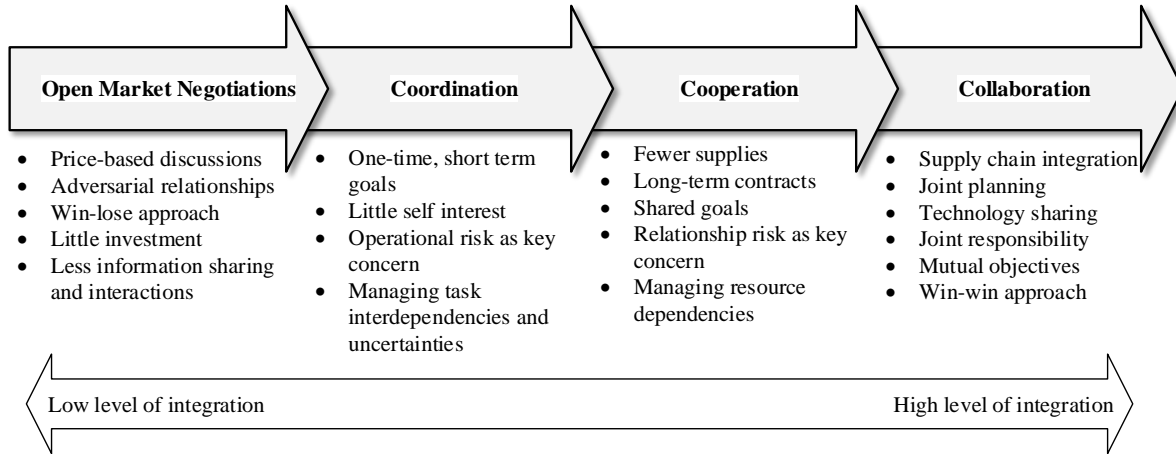 Open Market Negotiations
Coordination
Cooperation
Collaboration
• Price-based discussions
• Adversarial relationships
• Win-lose approach
• Little investment
• Less information sharing
and interactions
• One-time, short term
goals
• Little self interest
• Operational risk as key
concern
• Managing task
interdependencies and
uncertainties
• Fewer supplies
• Long-term contracts
• Shared goals
• Relationship risk as key
concern
• Managing resource
dependencies
• Supply chain integration
• Joint planning
• Technology sharing
• Joint responsibility
• Mutual objectives
• Win-win approach
Low level of integration
High level of integration